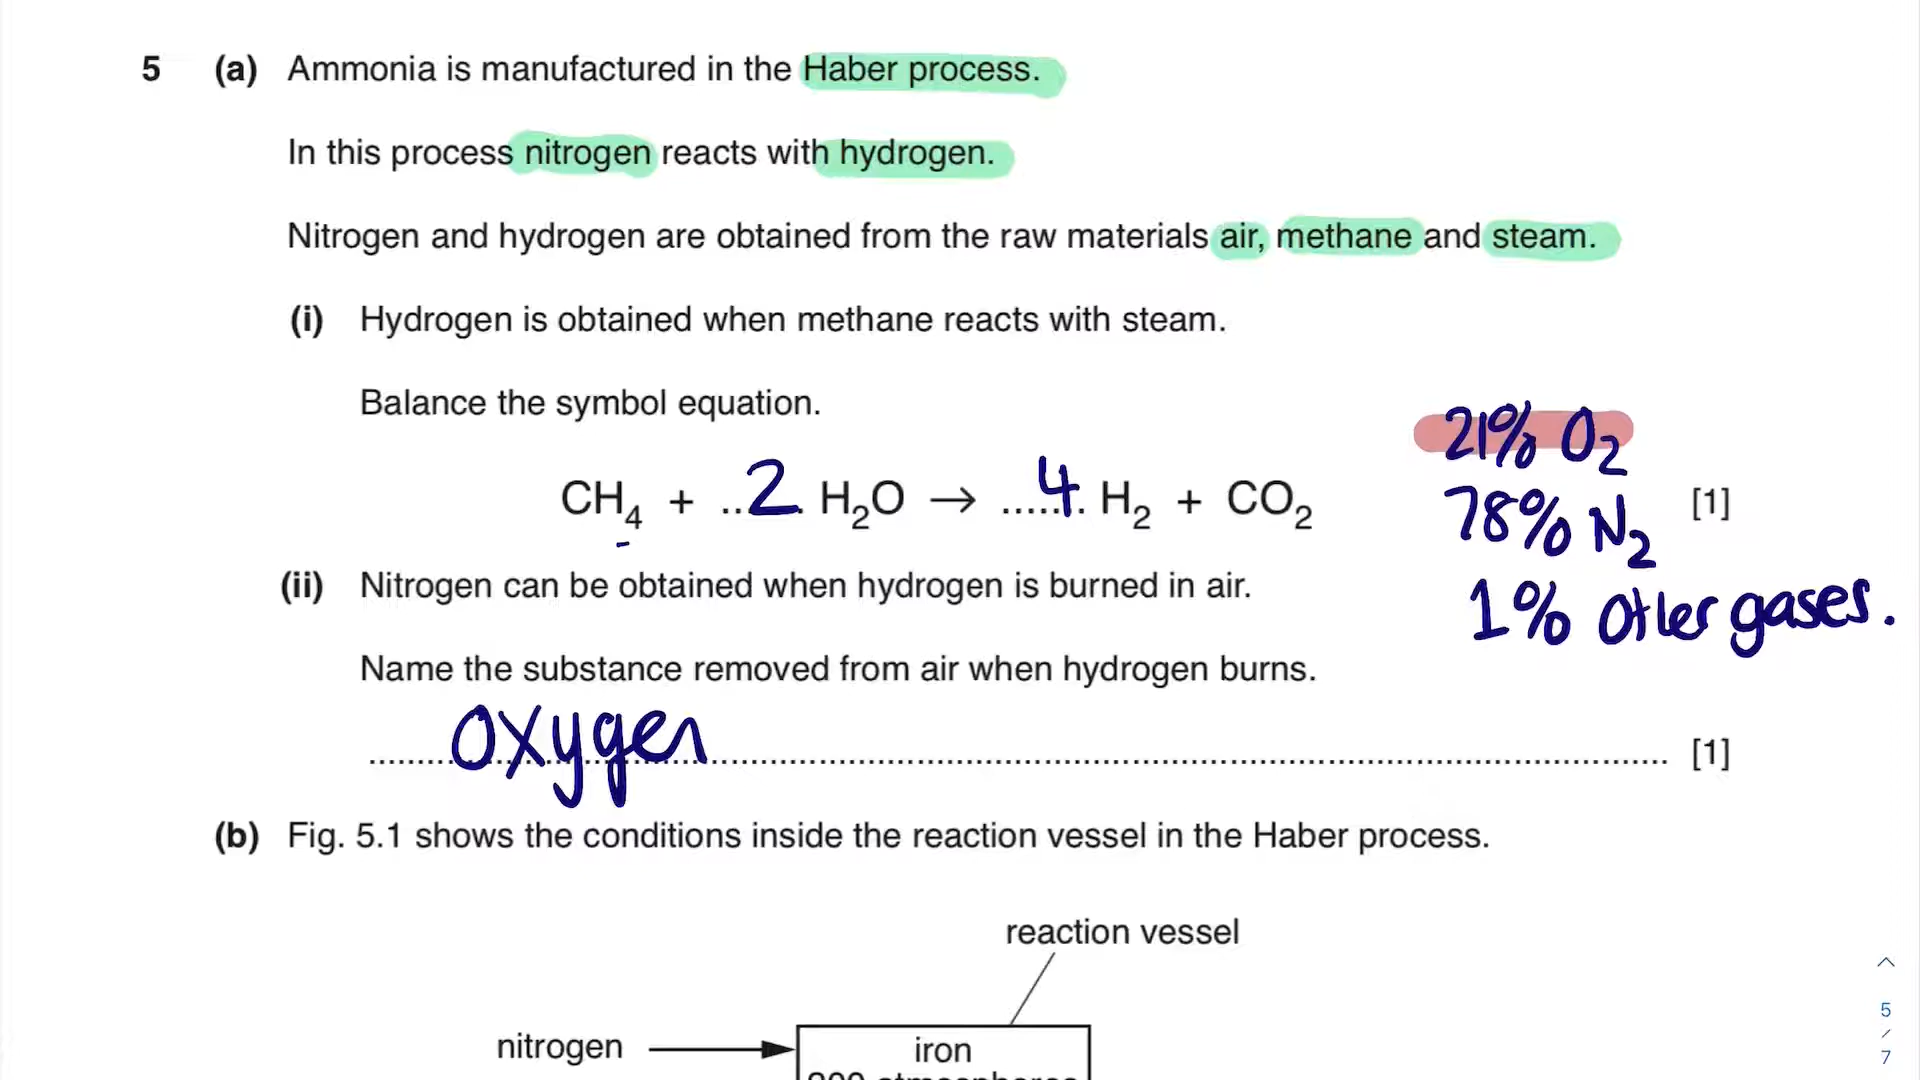 5 (a) Ammonia is manufactured in the Haber process.
In this process nitrogen reacts with hydrogen.
Nitrogen and hydrogen are obtained from the raw materials air, methane and steam.
(i) Hydrogen is obtained when methane reacts with steam.
Balance the symbol equation.
21% O₂
CH₄ + ..2.. H₂O → .....4. H₂ + CO₂ [1]
78% N₂
(ii) Nitrogen can be obtained when hydrogen is burned in air.
1% Other gases.
Name the substance removed from air when hydrogen burns.
Oxygen [1]
(b) Fig. 5.1 shows the conditions inside the reaction vessel in the Haber process.
reaction vessel
nitrogen
iron
200 atmospheres
5
/
7